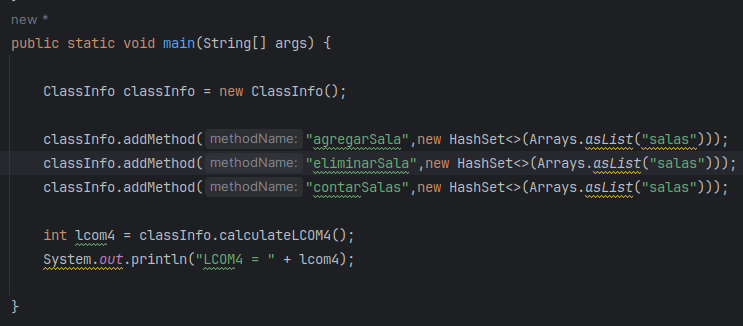 new *
public static void main(String[] args) {
ClassInfo classInfo = new ClassInfo();
classInfo.addMethod( methodName: "agregarSala",new HashSet<>(Arrays.asList("salas")));
classInfo.addMethod( methodName: "eliminarSala",new HashSet<>(Arrays.asList("salas")));
classInfo.addMethod( methodName: "contarSalas",new HashSet<>(Arrays.asList("salas")));
int lcom4 = classInfo.calculateLCOM4();
System.out.println("LCOM4 = " + lcom4);
}